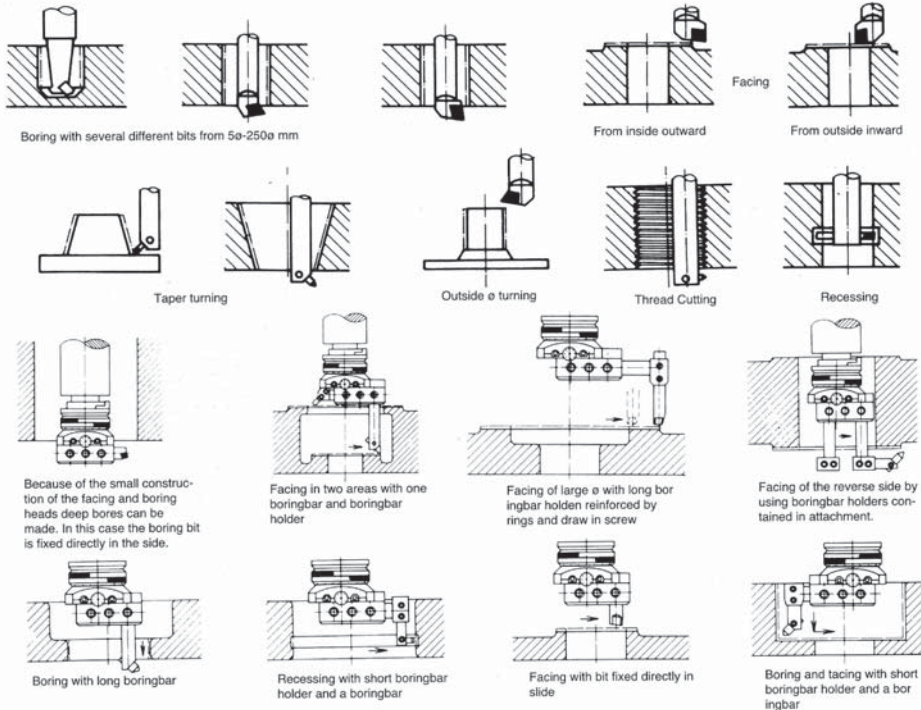 Boring with several different bits from 5ø-250ø mm
From inside outward
Facing
From outside inward
Taper turning
Outside ø turning
Thread Cutting
Recessing
Because of the small construc-
tion of the facing and boring
heads deep bores can be
made. In this case the boring bit
is fixed directly in the side.
Facing in two areas with one
boringbar and boringbar
holder
Facing of large ø with long bor
ingbar holden reinforced by
rings and draw in screw
Facing of the reverse side by
using boringbar holders con-
tained in attachment.
Boring with long boringbar
Recessing with short boringbar
holder and a boringbar
Facing with bit fixed directly in
slide
Boring and tacing with short
boringbar holder and a bor
ingbar